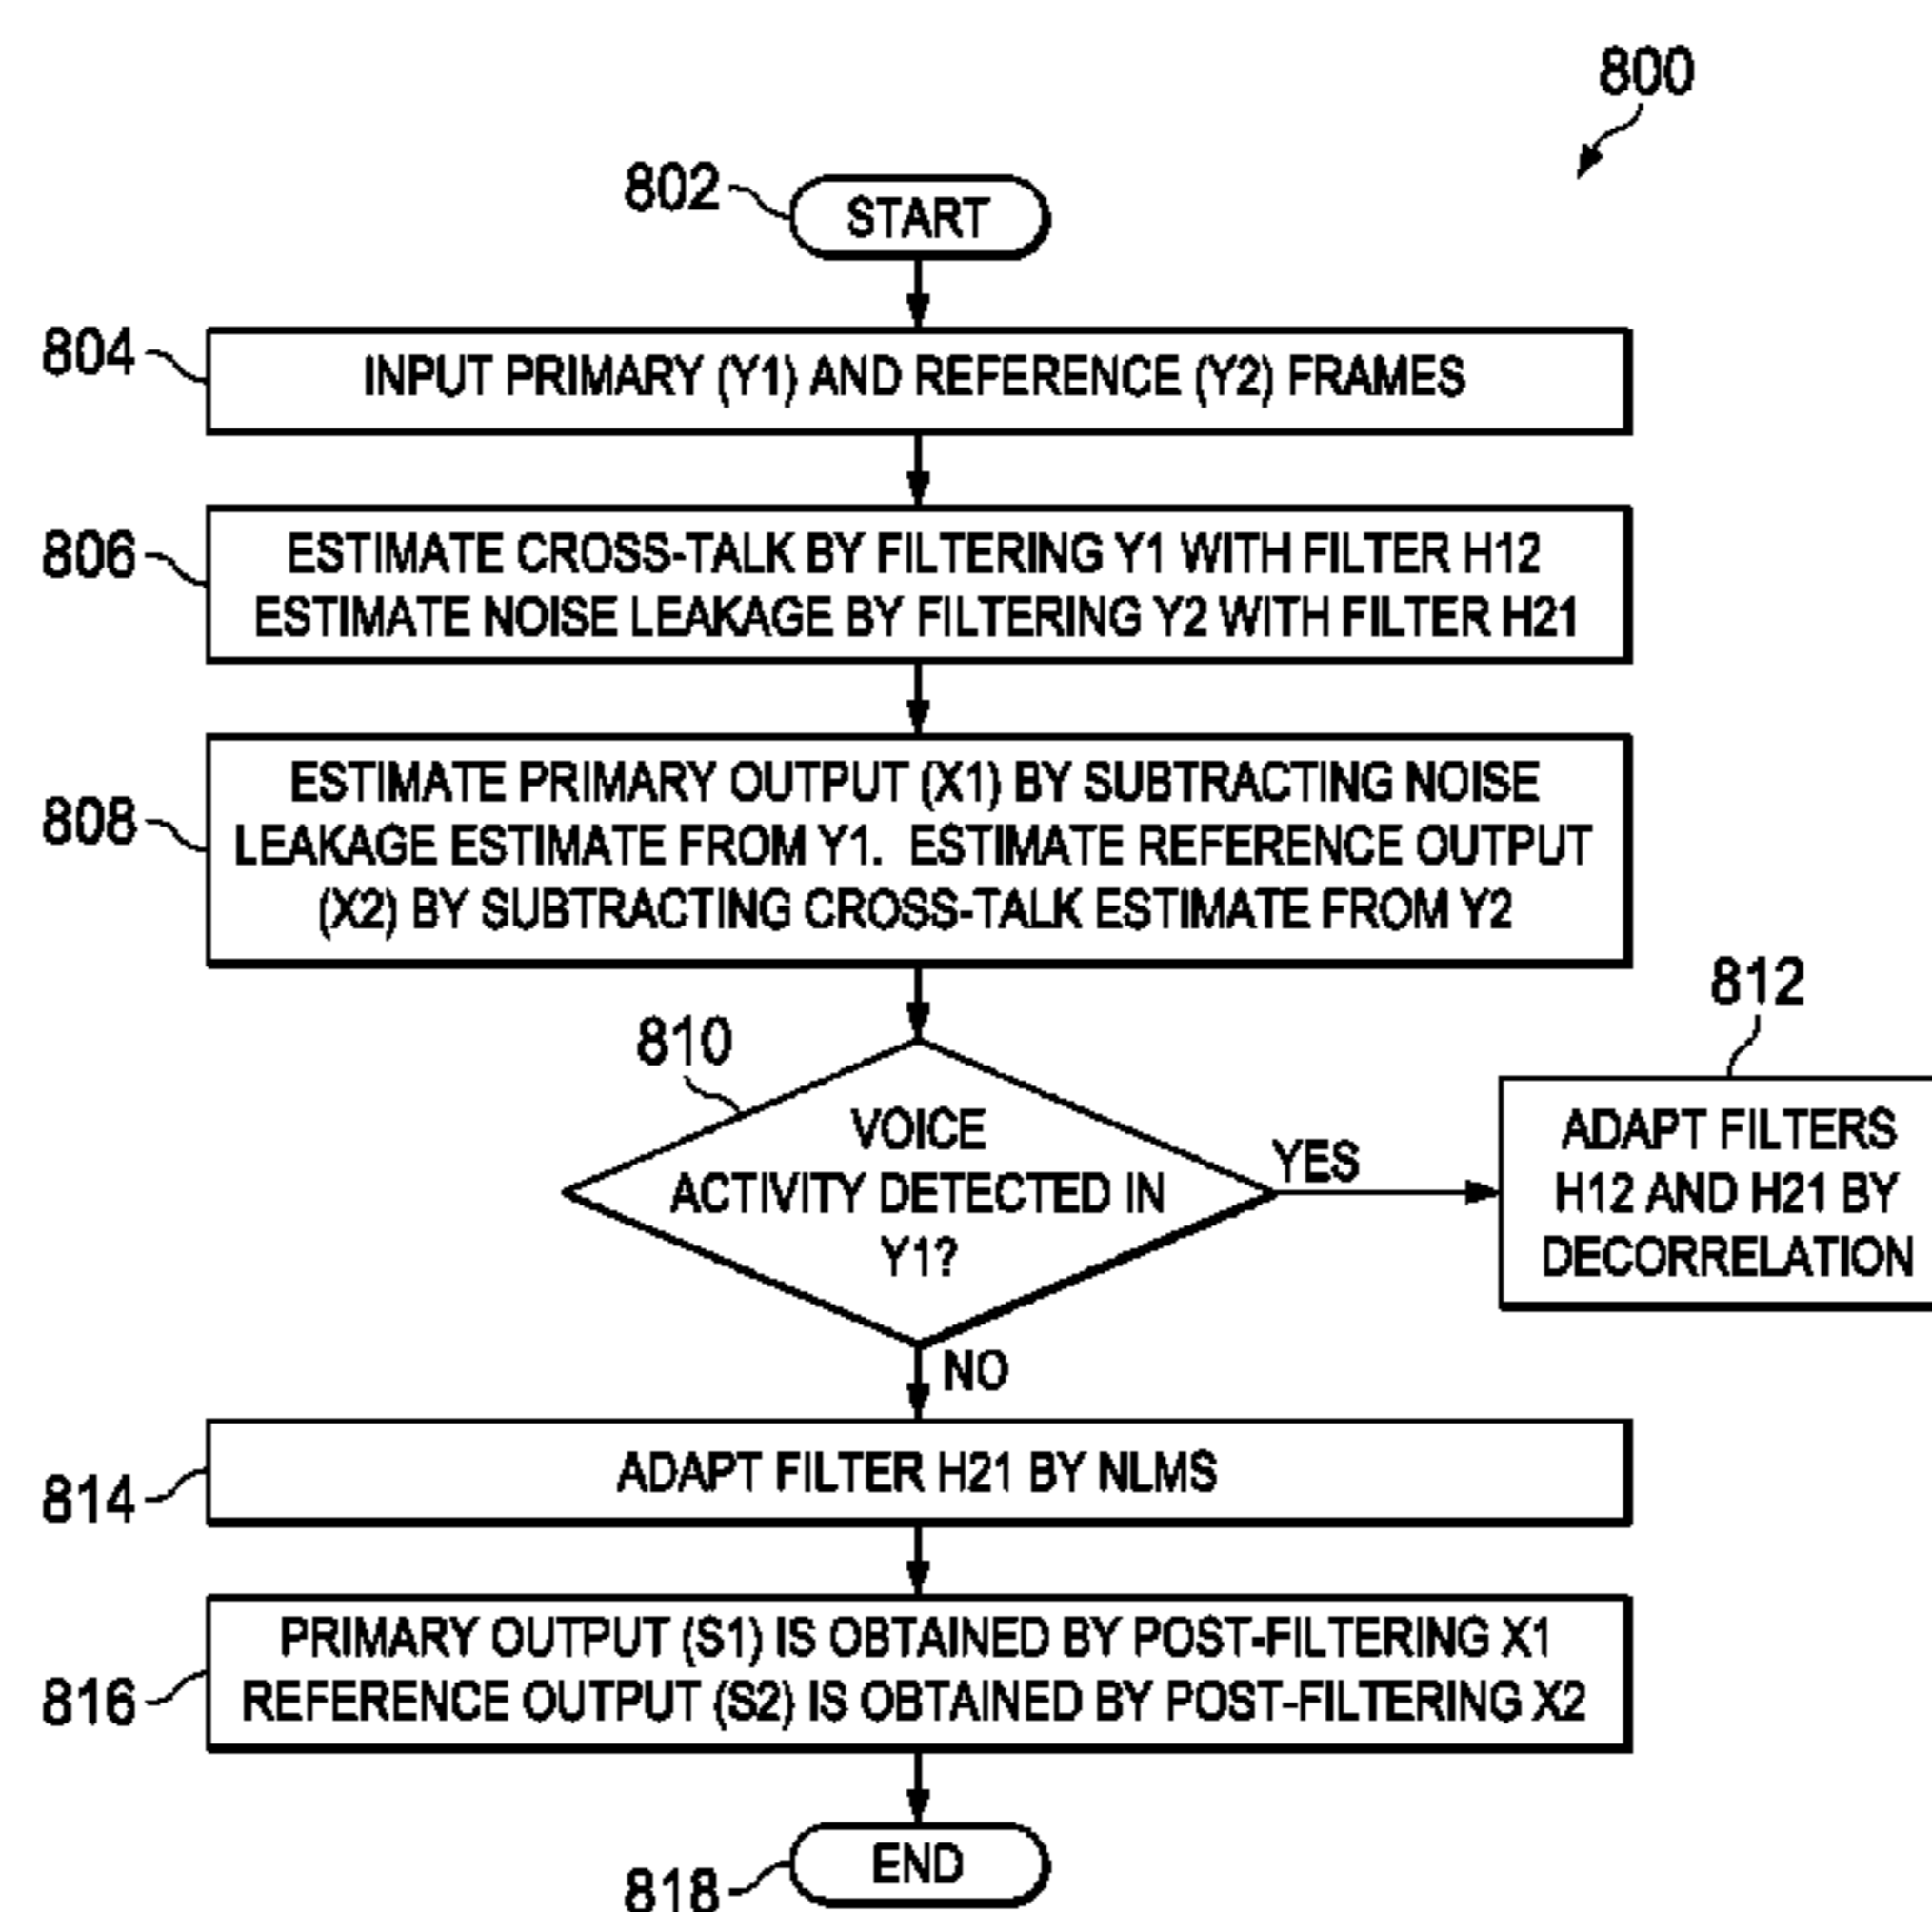 800
802
START
804
INPUT PRIMARY (Y1) AND REFERENCE (Y2) FRAMES
806
ESTIMATE CROSS-TALK BY FILTERING Y1 WITH FILTER H12
ESTIMATE NOISE LEAKAGE BY FILTERING Y2 WITH FILTER H21
808
ESTIMATE PRIMARY OUTPUT (X1) BY SUBTRACTING NOISE
LEAKAGE ESTIMATE FROM Y1. ESTIMATE REFERENCE OUTPUT
(X2) BY SUBTRACTING CROSS-TALK ESTIMATE FROM Y2
810
VOICE
ACTIVITY DETECTED IN
Y1?
YES
812
ADAPT FILTERS
H12 AND H21 BY
DECORRELATION
NO
814
ADAPT FILTER H21 BY NLMS
816
PRIMARY OUTPUT (S1) IS OBTAINED BY POST-FILTERING X1
REFERENCE OUTPUT (S2) IS OBTAINED BY POST-FILTERING X2
818
END